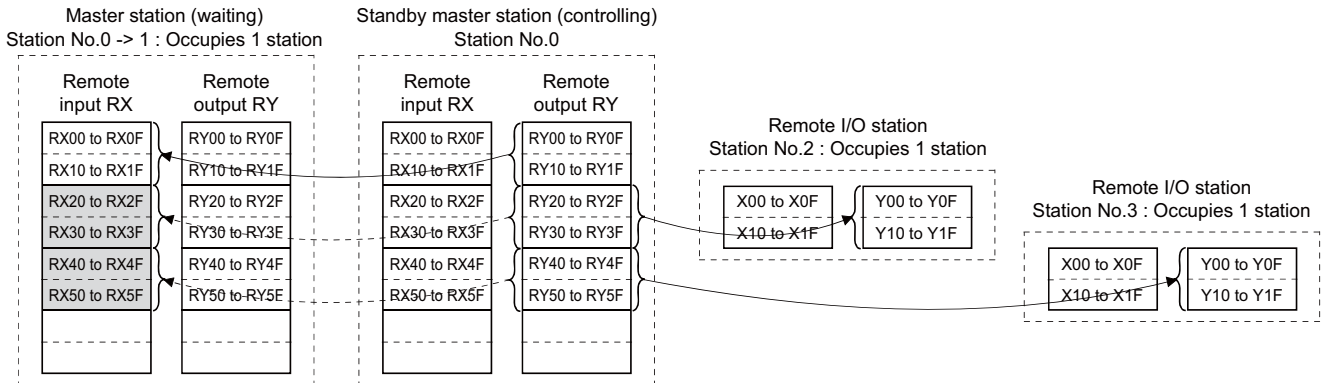 Master station (waiting)
Station No.0 -> 1 : Occupies 1 station
Standby master station (controlling)
Station No.0
Remote input RX
Remote output RY
Remote input RX
Remote output RY
RX00 to RX0F
RX10 to RX1F
RX20 to RX2F
RX30 to RX3F
RX40 to RX4F
RX50 to RX5F
RY00 to RY0F
RY10 to RY1F
RY20 to RY2F
RY30 to RY3F
RY40 to RY4F
RY50 to RY5F
RX00 to RX0F
RX10 to RX1F
RX20 to RX2F
RX30 to RX3F
RX40 to RX4F
RX50 to RX5F
RY00 to RY0F
RY10 to RY1F
RY20 to RY2F
RY30 to RY3F
RY40 to RY4F
RY50 to RY5F
Remote I/O station
Station No.2 : Occupies 1 station
X00 to X0F
X10 to X1F
Y00 to Y0F
Y10 to Y1F
Remote I/O station
Station No.3 : Occupies 1 station
X00 to X0F
X10 to X1F
Y00 to Y0F
Y10 to Y1F